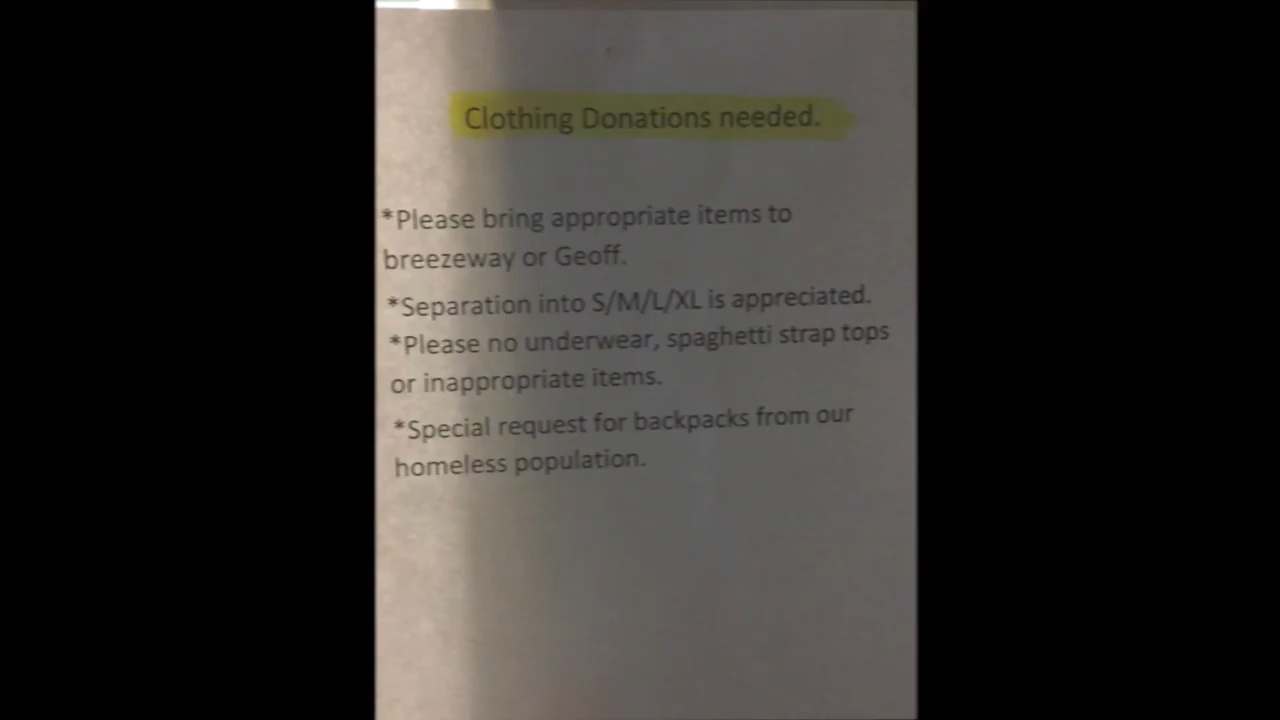 Clothing Donations needed.
*Please bring appropriate items to
breezeway or Geoff.
*Separation into S/M/L/XL is appreciated.
*Please no underwear, spaghetti strap tops
or inappropriate items.
*Special request for backpacks from our
homeless population.